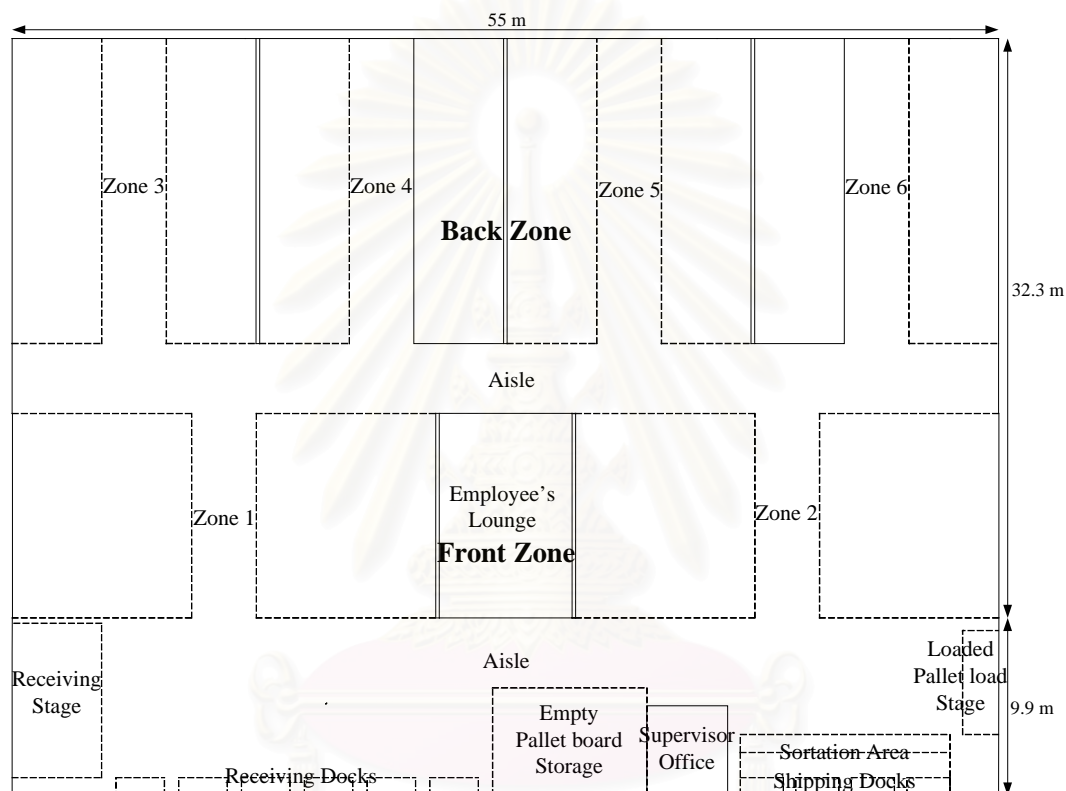 55 m
Zone 3
Zone 4
Zone 5
Zone 6
Back Zone
32.3 m
Aisle
Employee's
Lounge
Zone 1
Zone 2
Front Zone
Aisle
Receiving
Stage
Loaded
Pallet load
Stage
9.9 m
Empty
Pallet board
Storage
Supervisor
Office
Sortation Area
Receiving Docks
Shipping Docks